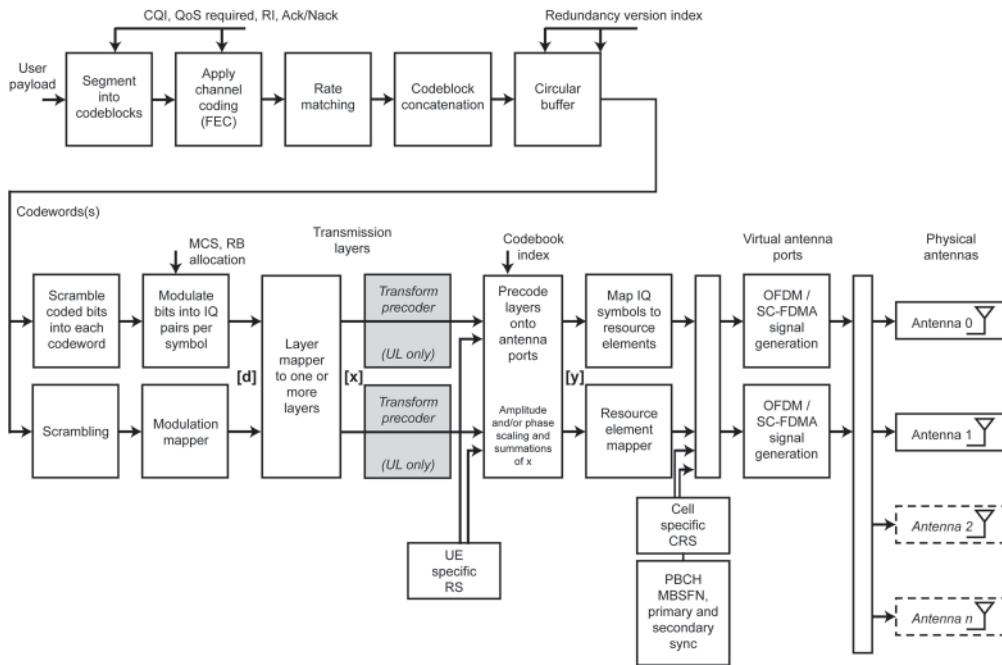 CQI, QoS required, RI, Ack/Nack
Redundancy version index
User
payload
Segment
into
codeblocks
Apply
channel
coding
(FEC)
Rate
matching
Codeblock
concatenation
Circular
buffer
Codewords(s)
MCS, RB
allocation
Transmission
layers
Codebook
index
Virtual antenna
ports
Physical
antennas
Scramble
coded bits
into each
codeword
Modulate
bits into IQ
pairs per
symbol
[d]
Layer
mapper to
one or
more
layers
[x]
Transform
precoder
(UL only)
Precode
layers onto
antenna
ports
[y]
Map IQ
symbols to
resource
elements
OFDM /
SC-FDMA
signal
generation
Antenna 0
Scrambling
Modulation
mapper
Transform
precoder
(UL only)
Amplitude
and/or phase
scaling and
summations
of x
Resource
element
mapper
OFDM /
SC-FDMA
signal
generation
Antenna 1
UE
specific
RS
Cell
specific
CRS
PBCH
MBSFN,
primary and
secondary
sync
Antenna 2
Antenna n